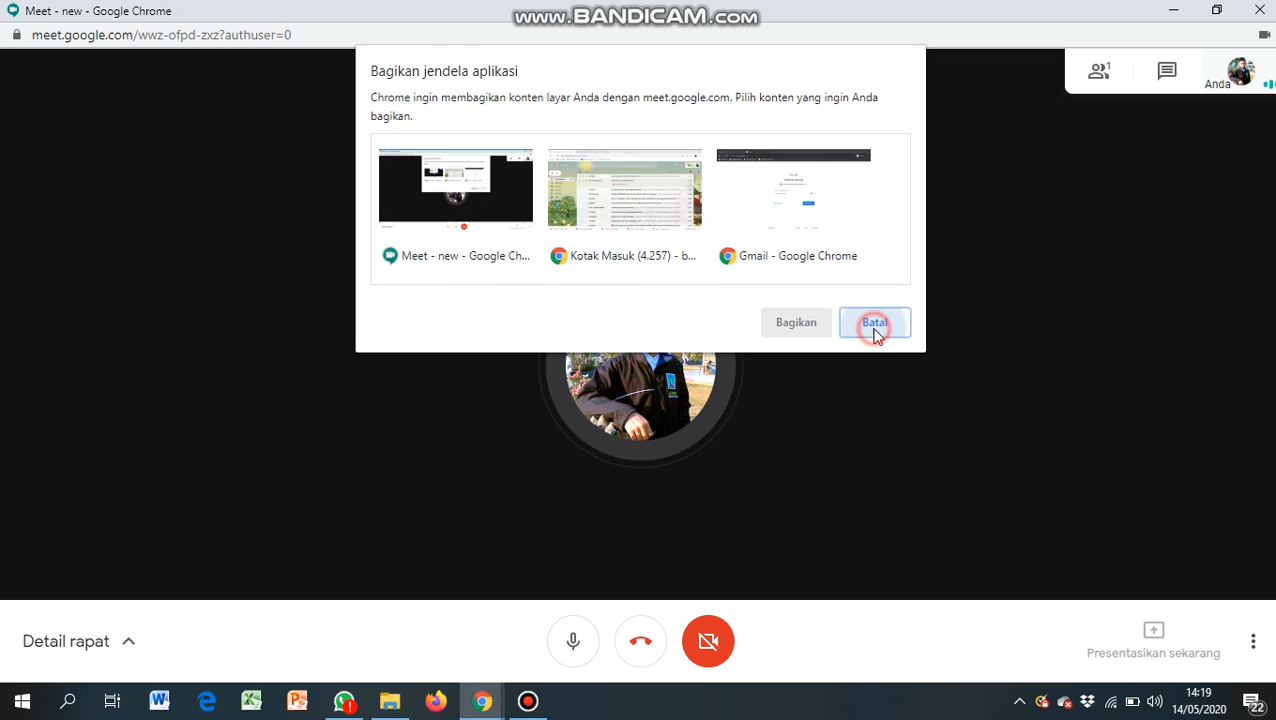 Meet - new - Google Chrome
www.BANDICAM.com
meet.google.com/wwz-ofpd-zxz?authuser=0
Bagikan jendela aplikasi
Chrome ingin membagikan konten layar Anda dengan meet.google.com. Pilih konten yang ingin Anda
bagikan.
Meet - new - Google Ch...
Kotak Masuk (4.257) - b...
Gmail - Google Chrome
Bagikan
Batal
1
Anda
Detail rapat
Presentasikan sekarang
14:19
14/05/2020
22